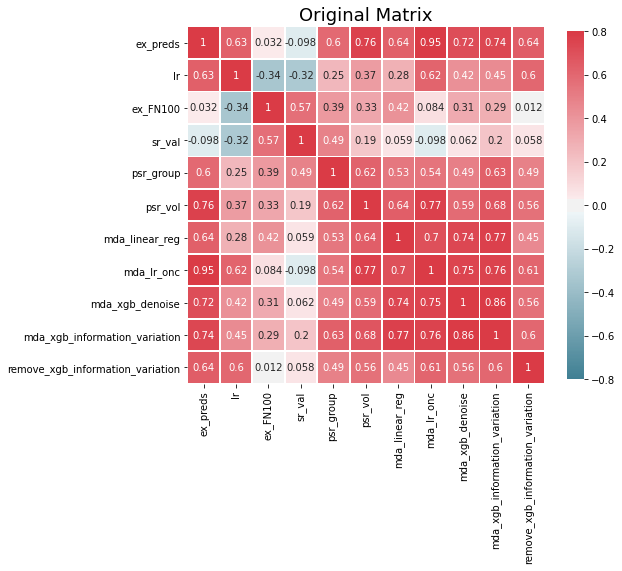 Original Matrix
ex_preds 1 0.63 0.032 -0.098 0.6 0.76 0.64 0.95 0.72 0.74 0.64
lr 0.63 1 -0.34 -0.32 0.25 0.37 0.28 0.62 0.42 0.45 0.6
ex_FN100 0.032 -0.34 1 0.57 0.39 0.33 0.42 0.084 0.31 0.29 0.012
sr_val -0.098 -0.32 0.57 1 0.49 0.19 0.059 -0.098 0.062 0.2 0.058
psr_group 0.6 0.25 0.39 0.49 1 0.62 0.53 0.54 0.49 0.63 0.49
psr_vol 0.76 0.37 0.33 0.19 0.62 1 0.64 0.77 0.59 0.68 0.56
mda_linear_reg 0.64 0.28 0.42 0.059 0.53 0.64 1 0.7 0.74 0.77 0.45
mda_lr_onc 0.95 0.62 0.084 -0.098 0.54 0.77 0.7 1 0.75 0.76 0.61
mda_xgb_denoise 0.72 0.42 0.31 0.062 0.49 0.59 0.74 0.75 1 0.86 0.56
mda_xgb_information_variation 0.74 0.45 0.29 0.2 0.63 0.68 0.77 0.76 0.86 1 0.6
remove_xgb_information_variation 0.64 0.6 0.012 0.058 0.49 0.56 0.45 0.61 0.56 0.6 1
ex_preds
lr
ex_FN100
sr_val
psr_group
psr_vol
mda_linear_reg
mda_lr_onc
mda_xgb_denoise
mda_xgb_information_variation
remove_xgb_information_variation
0.8
0.6
0.4
0.2
0.0
−0.2
−0.4
−0.6
−0.8